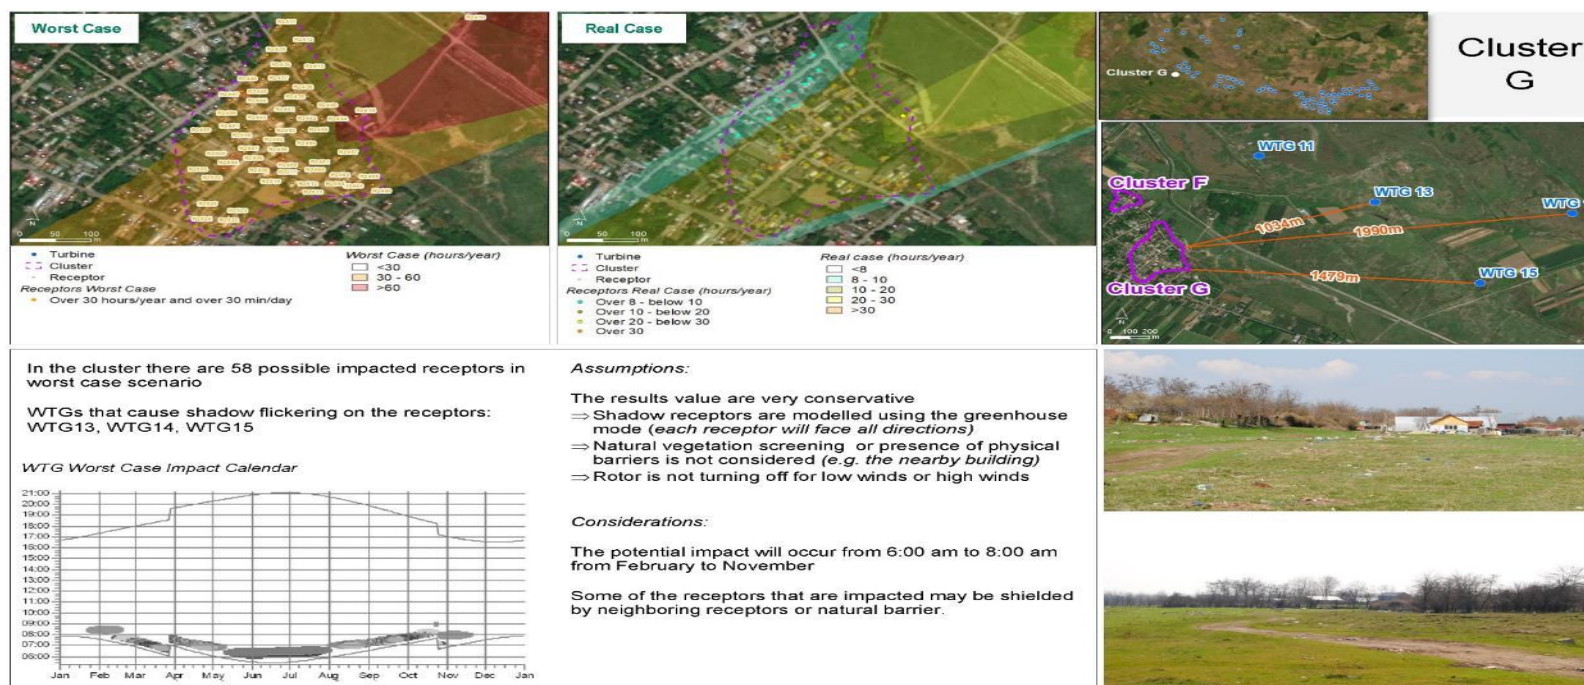 Worst Case
N
0 50 100
m
Turbine
Cluster
Receptor
Receptors Worst Case
Over 30 hours/year and over 30 min/day
Worst Case (hours/year)
<30
30 - 60
>60
Real Case
N
0 50 100
m
Turbine
Cluster
Receptor
Receptors Real Case (hours/year)
Over 8 - below 10
Over 10 - below 20
Over 20 - below 30
Over 30
Real case (hours/year)
<8
8 - 10
10 - 20
20 - 30
>30
Cluster G
Cluster
G
WTG 11
Cluster F
WTG 13
WTG
1034m
1990m
1479m
WTG 15
Cluster G
N
0 100 200
m
In the cluster there are 58 possible impacted receptors in
worst case scenario
WTGs that cause shadow flickering on the receptors:
WTG13, WTG14, WTG15
WTG Worst Case Impact Calendar
21:00
20:00
19:00
18:00
17:00
16:00
15:00
14:00
13:00
12:00
11:00
10:00
09:00
08:00
07:00
06:00
Jan Feb Mar Apr May Jun Jul Aug Sep Oct Nov Dec Jan
Assumptions:
The results value are very conservative
⇒ Shadow receptors are modelled using the greenhouse
mode (each receptor will face all directions)
⇒ Natural vegetation screening or presence of physical
barriers is not considered (e.g. the nearby building)
⇒ Rotor is not turning off for low winds or high winds
Considerations:
The potential impact will occur from 6:00 am to 8:00 am
from February to November
Some of the receptors that are impacted may be shielded
by neighboring receptors or natural barrier.